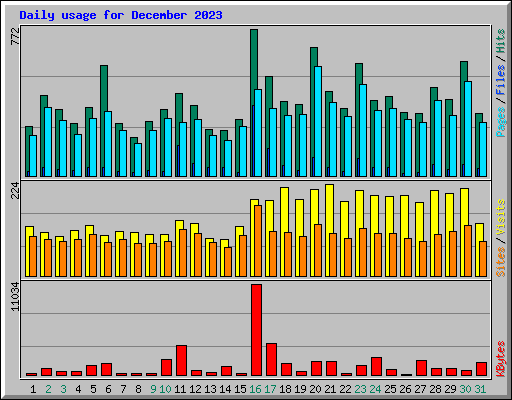 Daily usage for December 2023
772
Pages / Files / Hits
224
Sites / Visits
11034
KBytes
1 2 3 4 5 6 7 8 9 10 11 12 13 14 15 16 17 18 19 20 21 22 23 24 25 26 27 28 29 30 31